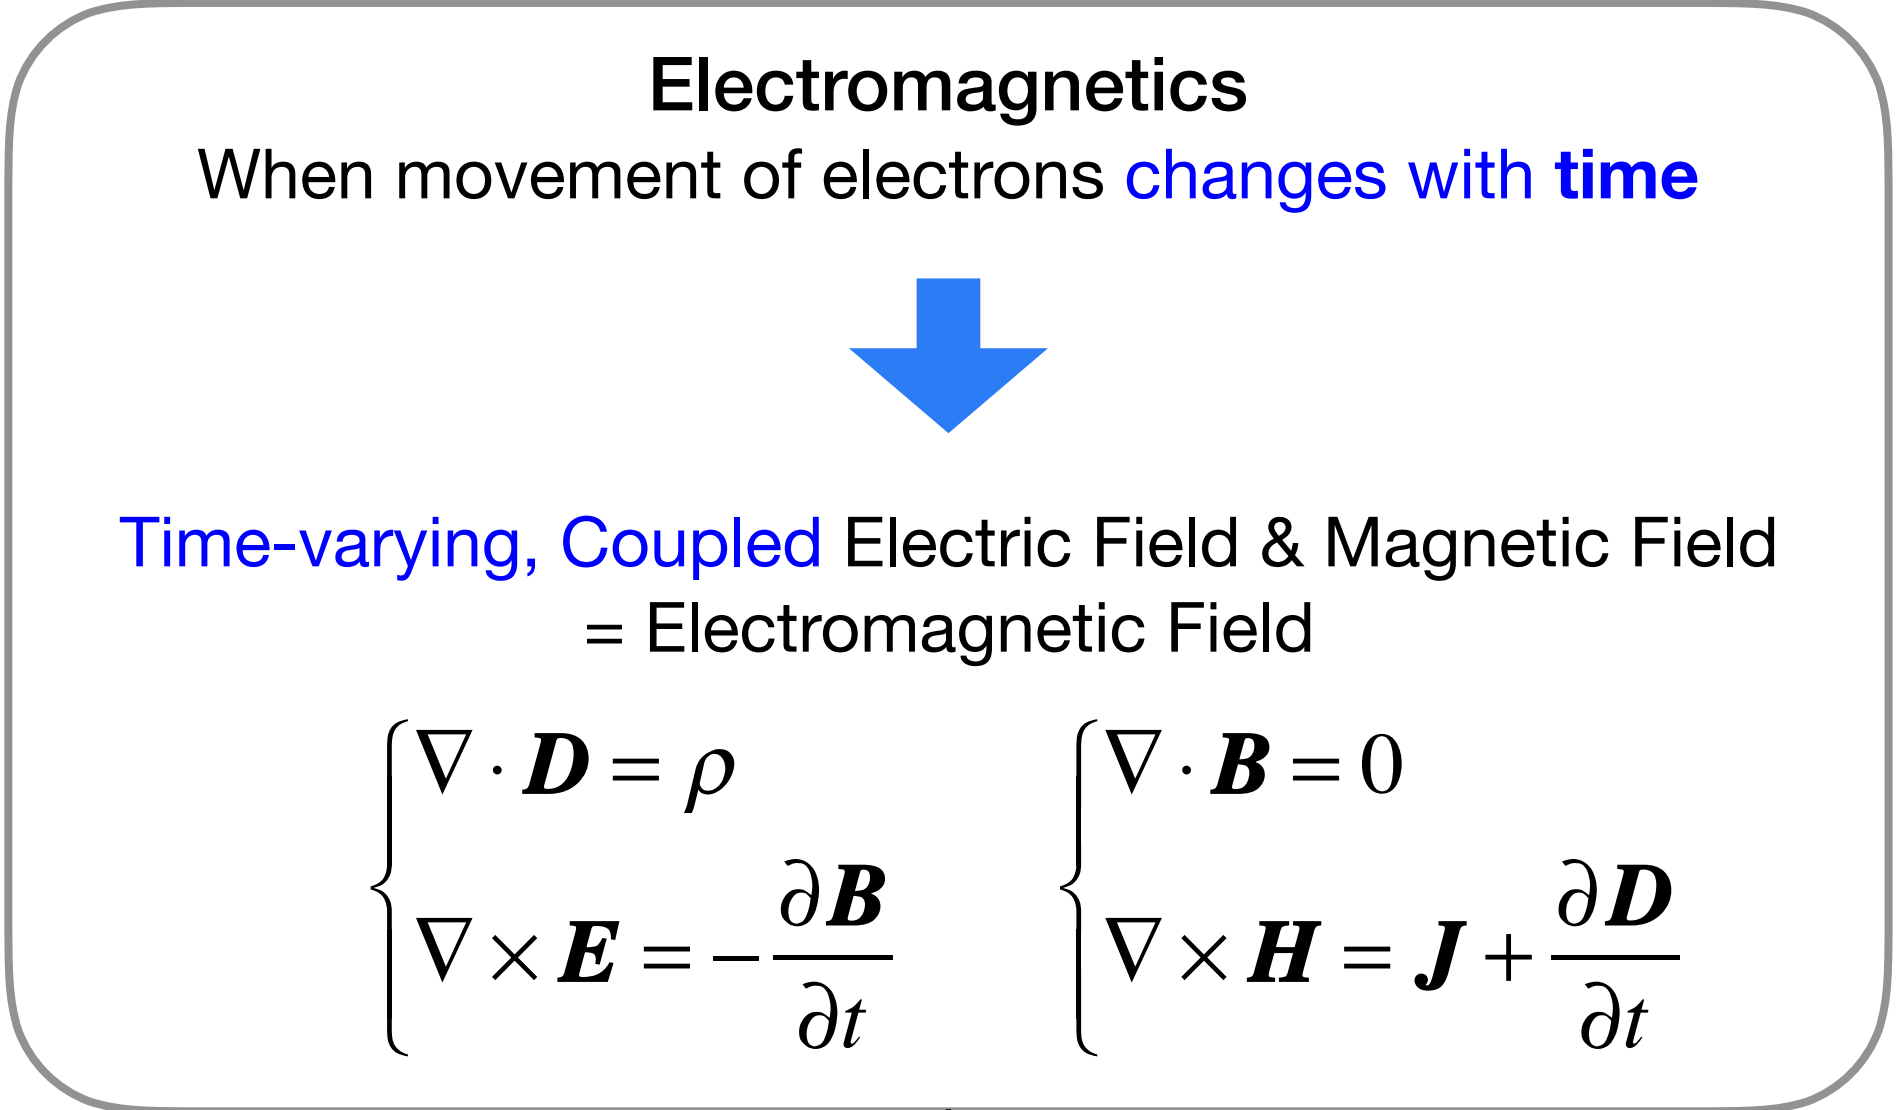 Electromagnetics
When movement of electrons changes with time
Time-varying, Coupled Electric Field & Magnetic Field
= Electromagnetic Field
∇ · D = ρ
∇ × E = − ∂B/∂t
∇ · B = 0
∇ × H = J + ∂D/∂t